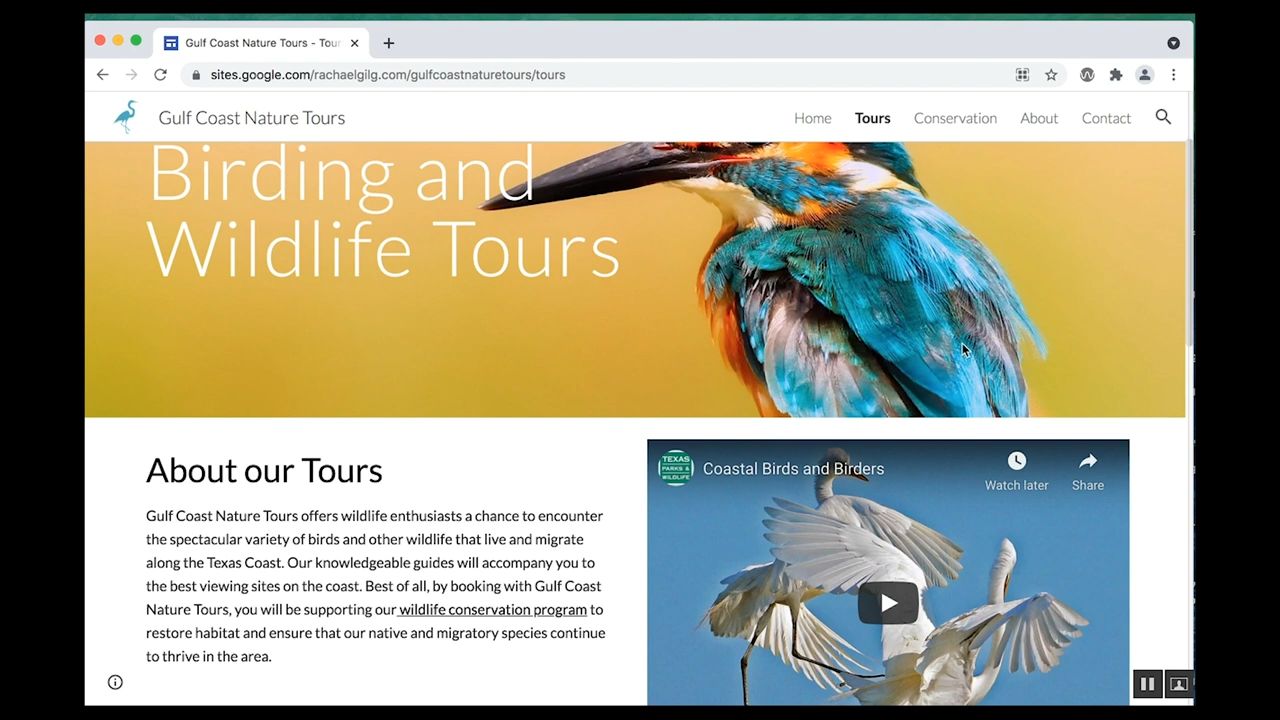 Gulf Coast Nature Tours - Tour
sites.google.com/rachaelgilg.com/gulfcoastnaturetours/tours
Gulf Coast Nature Tours
Home Tours Conservation About Contact
Birding and
Wildlife Tours
About our Tours
Gulf Coast Nature Tours offers wildlife enthusiasts a chance to encounter
the spectacular variety of birds and other wildlife that live and migrate
along the Texas Coast. Our knowledgeable guides will accompany you to
the best viewing sites on the coast. Best of all, by booking with Gulf Coast
Nature Tours, you will be supporting our wildlife conservation program to
restore habitat and ensure that our native and migratory species continue
to thrive in the area.
TEXAS
PARKS &
WILDLIFE
Coastal Birds and Birders
Watch later
Share